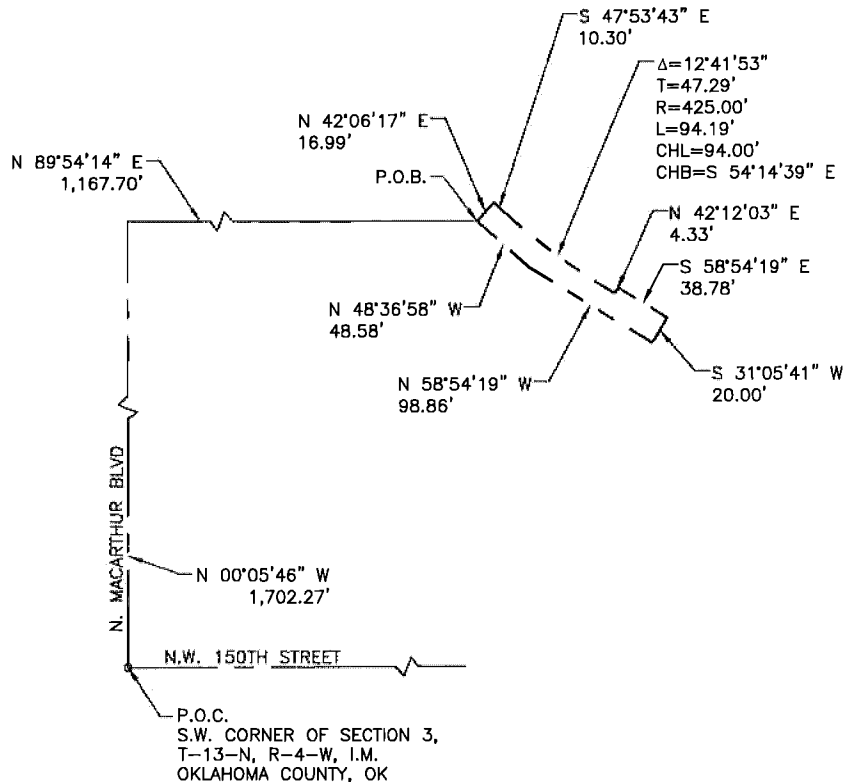 S 47°53'43" E
10.30'
Δ=12°41'53"
T=47.29'
R=425.00'
L=94.19'
CHL=94.00'
CHB=S 54°14'39" E
N 42°06'17" E
16.99'
N 89°54'14" E
1,167.70'
P.O.B.
N 42°12'03" E
4.33'
S 58°54'19" E
38.78'
N 48°36'58" W
48.58'
N 58°54'19" W
98.86'
S 31°05'41" W
20.00'
N. MACARTHUR BLVD
N 00°05'46" W
1,702.27'
N.W. 150TH STREET
P.O.C.
S.W. CORNER OF SECTION 3,
T-13-N, R-4-W, I.M.
OKLAHOMA COUNTY, OK